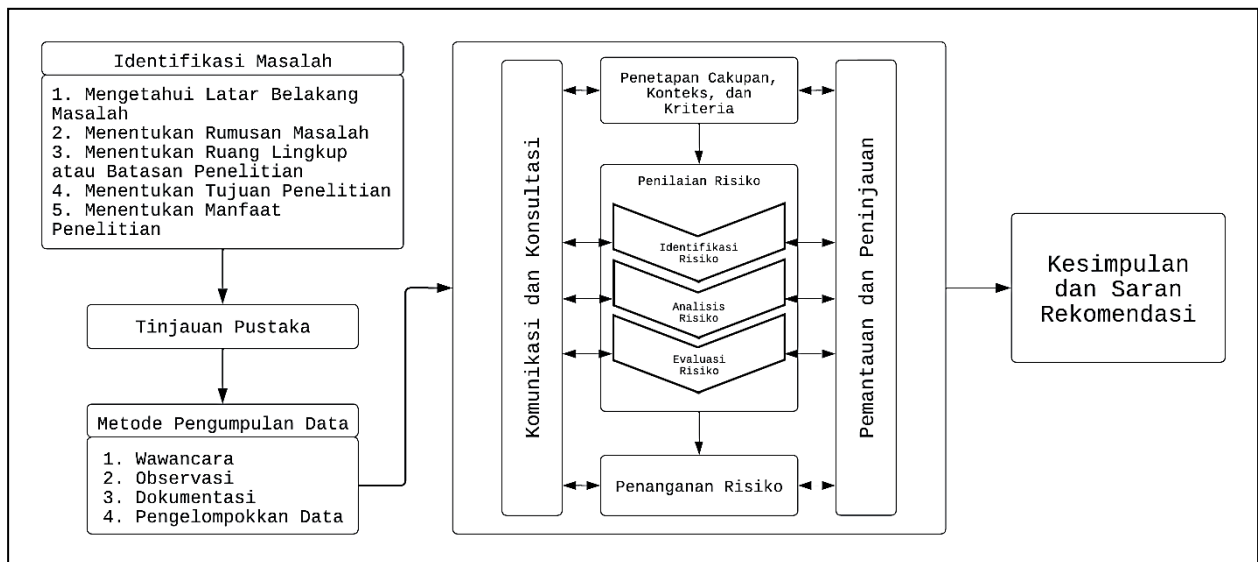 Identifikasi Masalah
1. Mengetahui Latar Belakang
Masalah
2. Menentukan Rumusan Masalah
3. Menentukan Ruang Lingkup
atau Batasan Penelitian
4. Menentukan Tujuan Penelitian
5. Menentukan Manfaat
Penelitian
Tinjauan Pustaka
Metode Pengumpulan Data
1. Wawancara
2. Observasi
3. Dokumentasi
4. Pengelompokkan Data
Komunikasi dan Konsultasi
Penetapan Cakupan,
Konteks, dan
Kriteria
Penilaian Risiko
Identifikasi
Risiko
Analisis
Risiko
Evaluasi
Risiko
Penanganan Risiko
Pemantauan dan Peninjauan
Kesimpulan
dan Saran
Rekomendasi